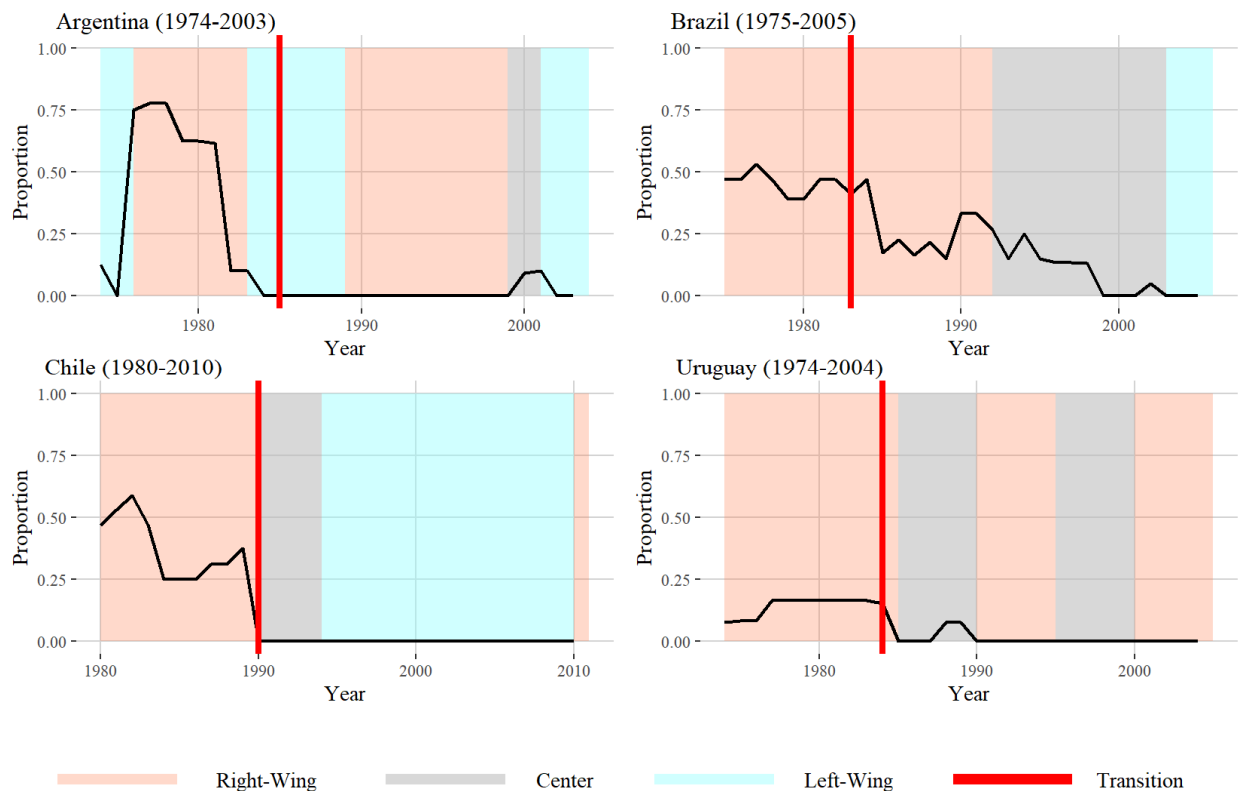 Argentina (1974-2003)
1.00
0.75
0.50
0.25
0.00
Proportion
1980
1990
2000
Year
Brazil (1975-2005)
1.00
0.75
0.50
0.25
0.00
Proportion
1980
1990
2000
Year
Chile (1980-2010)
1.00
0.75
0.50
0.25
0.00
Proportion
1980
1990
2000
2010
Year
Uruguay (1974-2004)
1.00
0.75
0.50
0.25
0.00
Proportion
1980
1990
2000
Year
Right-Wing
Center
Left-Wing
Transition